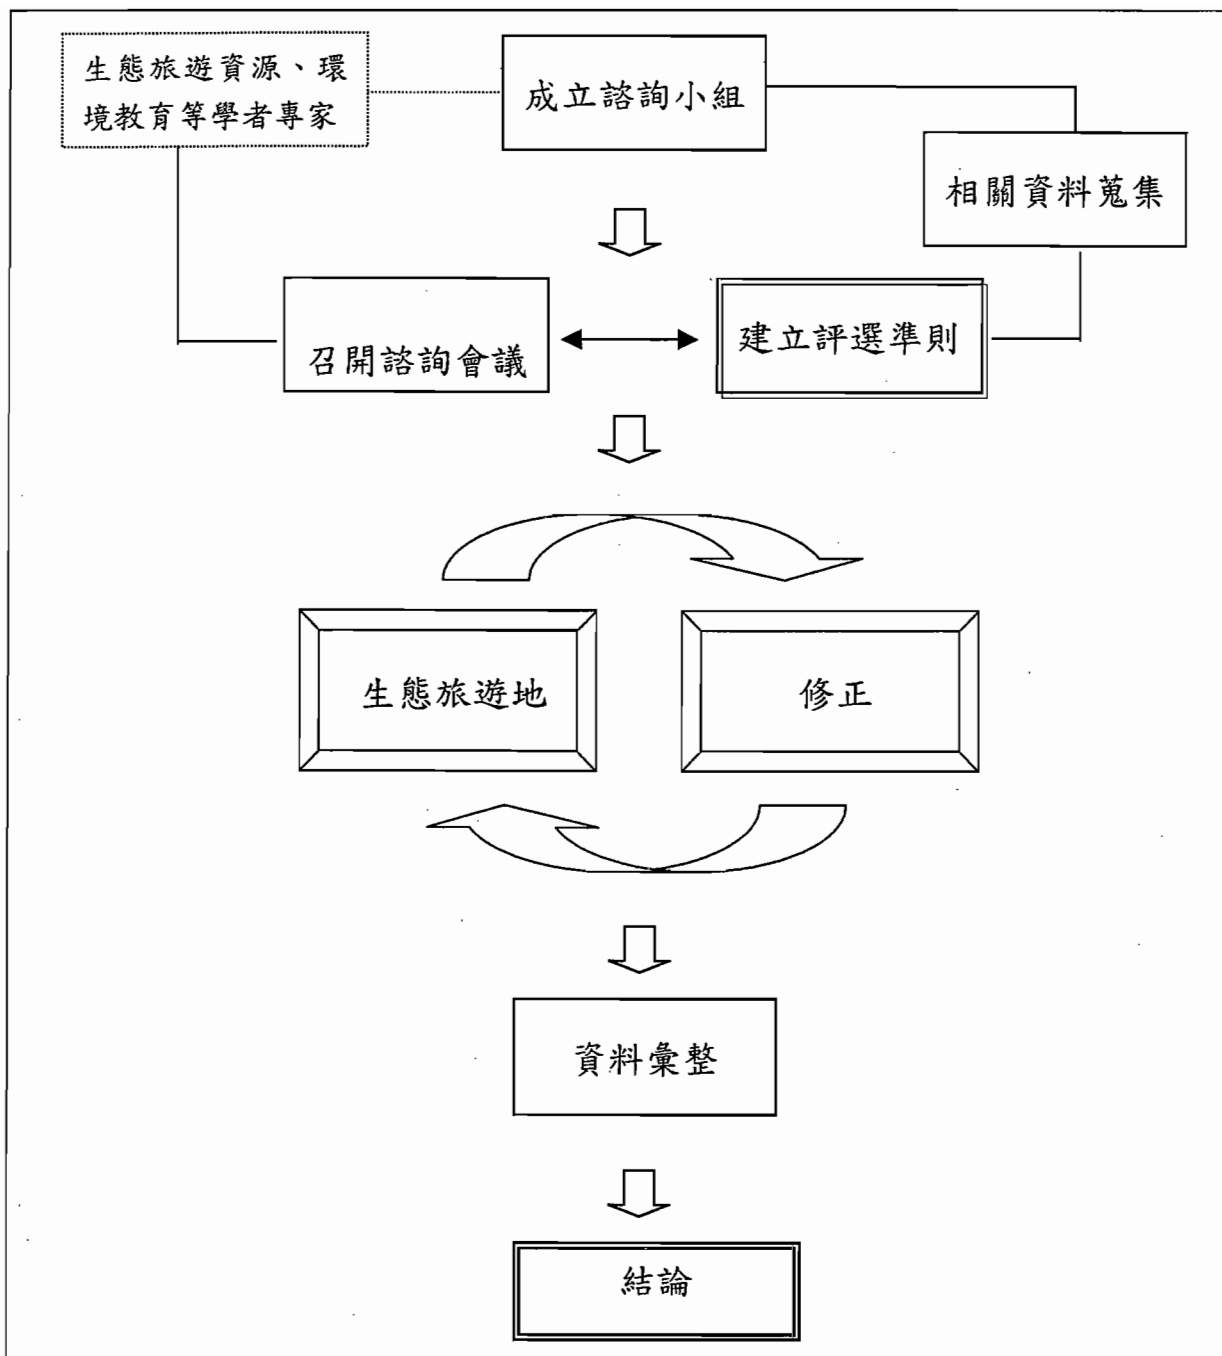 生態旅遊資源、環
境教育等學者專家
成立諮詢小組
相關資料蒐集
召開諮詢會議
建立評選準則
生態旅遊地
修正
資料彙整
結論